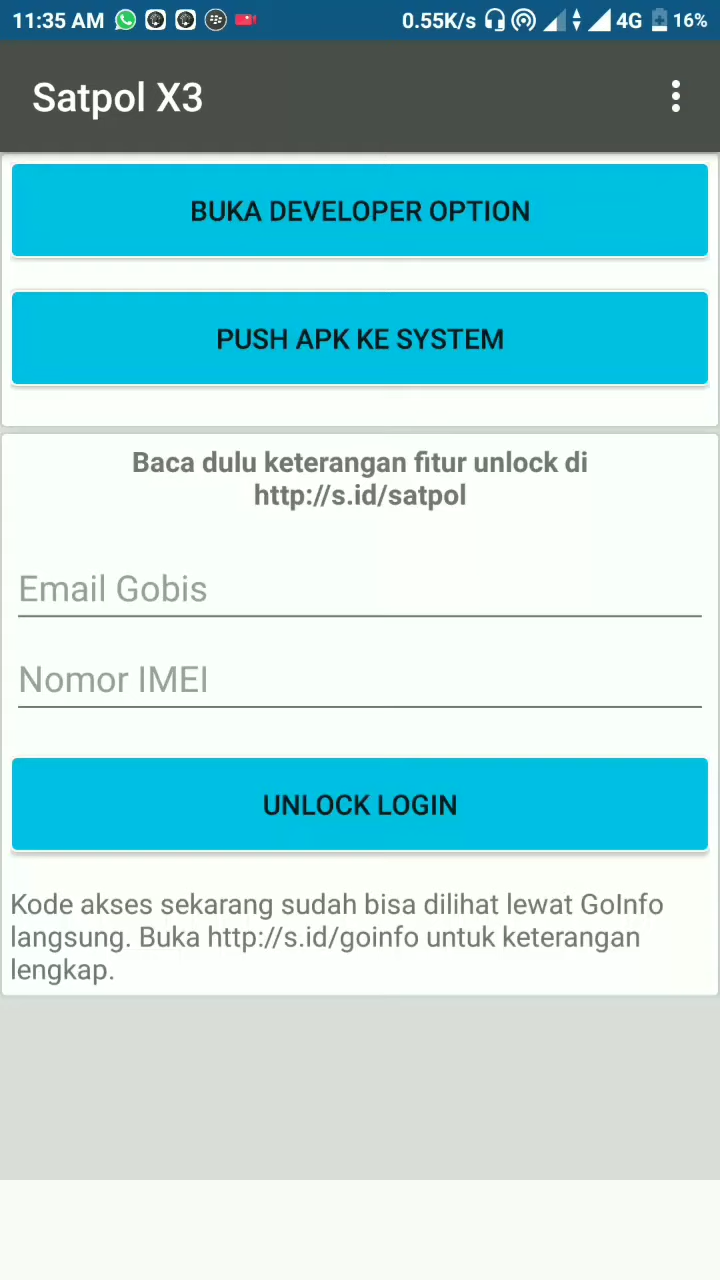 11:35 AM 0.55K/s 4G 16%
Satpol X3
BUKA DEVELOPER OPTION
PUSH APK KE SYSTEM
Baca dulu keterangan fitur unlock di
http://s.id/satpol
Email Gobis
Nomor IMEI
UNLOCK LOGIN
Kode akses sekarang sudah bisa dilihat lewat GoInfo
langsung. Buka http://s.id/goinfo untuk keterangan
lengkap.